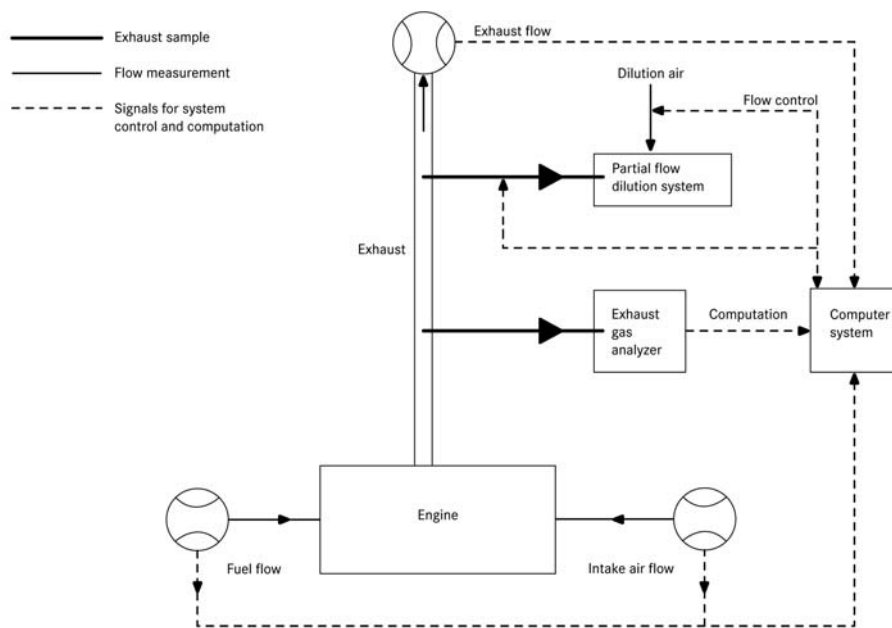 Exhaust sample
Exhaust flow
Flow measurement
Dilution air
Signals for system
control and computation
Flow control
Partial flow
dilution system
Exhaust
Exhaust
gas
analyzer
Computation
Computer
system
Engine
Fuel flow
Intake air flow